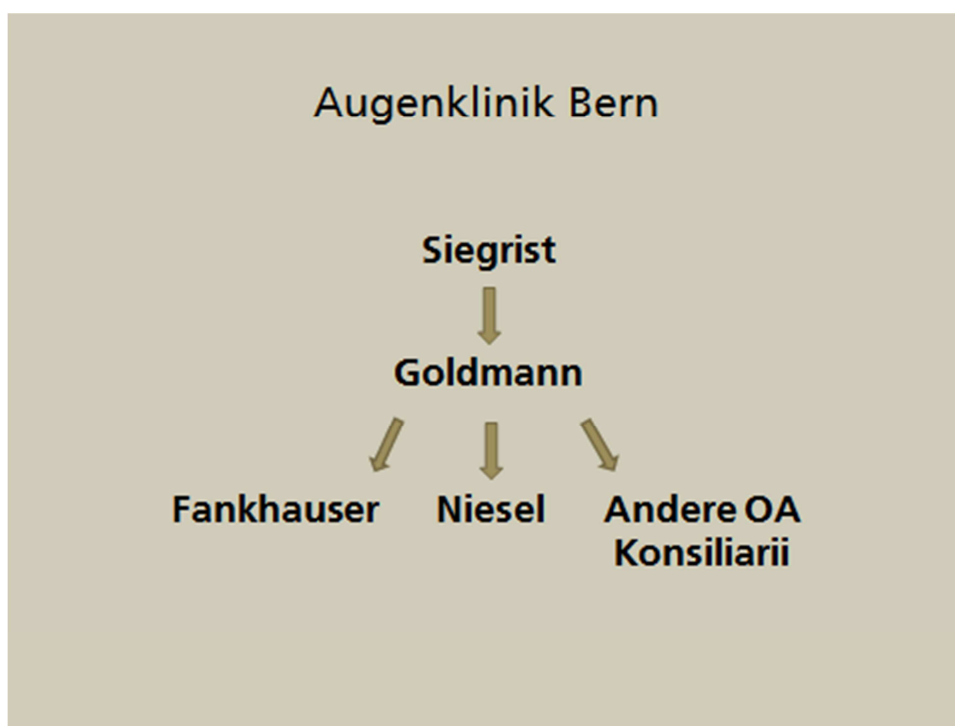 Augenklinik Bern
Siegrist
Goldmann
Fankhauser Niesel Andere OA
Konsiliarii